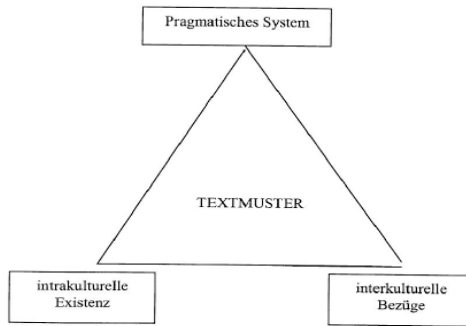 Pragmatisches System
TEXTMUSTER
intrakulturelle
Existenz
interkulturelle
Bezüge